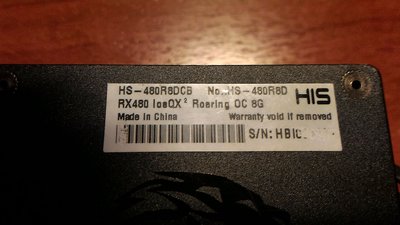 HS-480R8DCB No.:HS-480R8D
HIS
RX480 IceQX² Roaring OC 8G
Made in China Warranty void if removed
S/N: